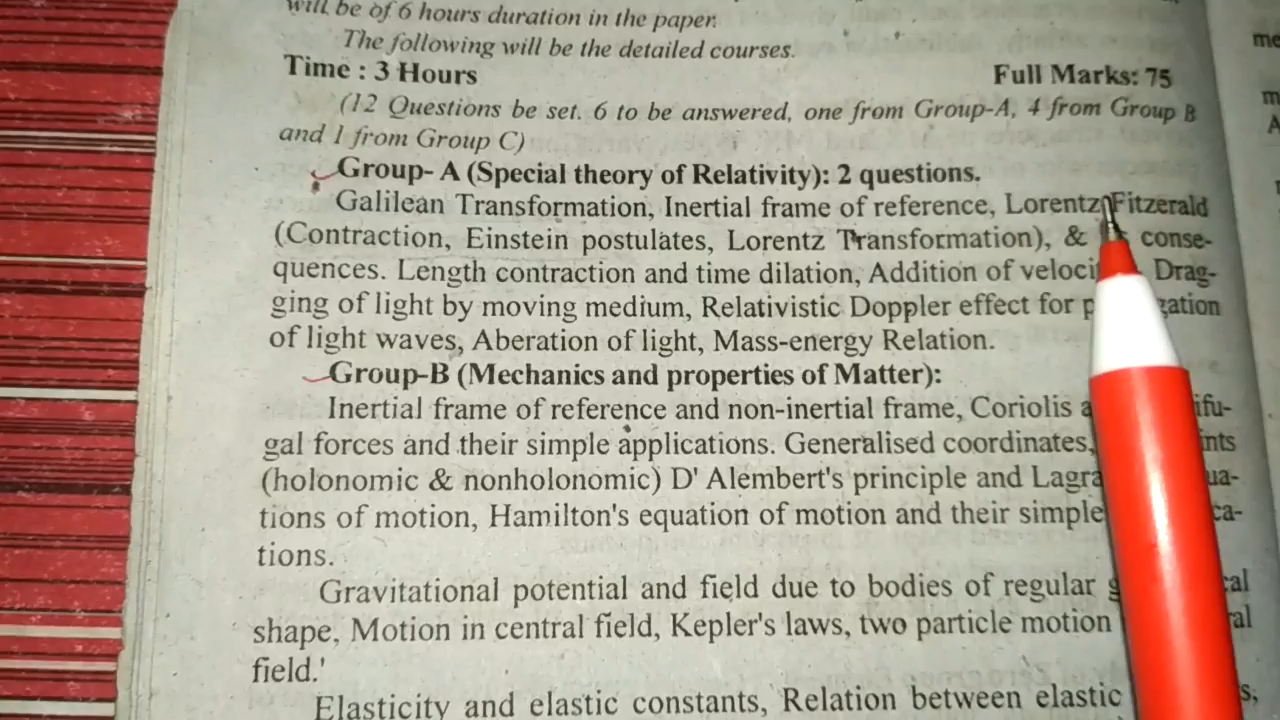 will be of 6 hours duration in the paper.
The following will be the detailed courses.
Time : 3 Hours Full Marks: 75
(12 Questions be set. 6 to be answered, one from Group-A, 4 from Group B
and 1 from Group C)
Group- A (Special theory of Relativity): 2 questions.
Galilean Transformation, Inertial frame of reference, Lorentz Fitzerald
(Contraction, Einstein postulates, Lorentz Transformation), & conse-
quences. Length contraction and time dilation, Addition of Drag-
ging of light by moving medium, Relativistic Doppler effect for
of light waves, Aberation of light, Mass-energy Relation.
Group-B (Mechanics and properties of Matter):
Inertial frame of reference and non-inertial frame, Coriolis
gal forces and their simple applications. Generalised coordinates,
(holonomic & nonholonomic) D' Alembert's principle and
tions of motion, Hamilton's equation of motion and their simple
tions.
Gravitational potential and field due to bodies of regular
shape, Motion in central field, Kepler's laws, two particle motion
field.'
Elasticity and elastic constants, Relation between elastic